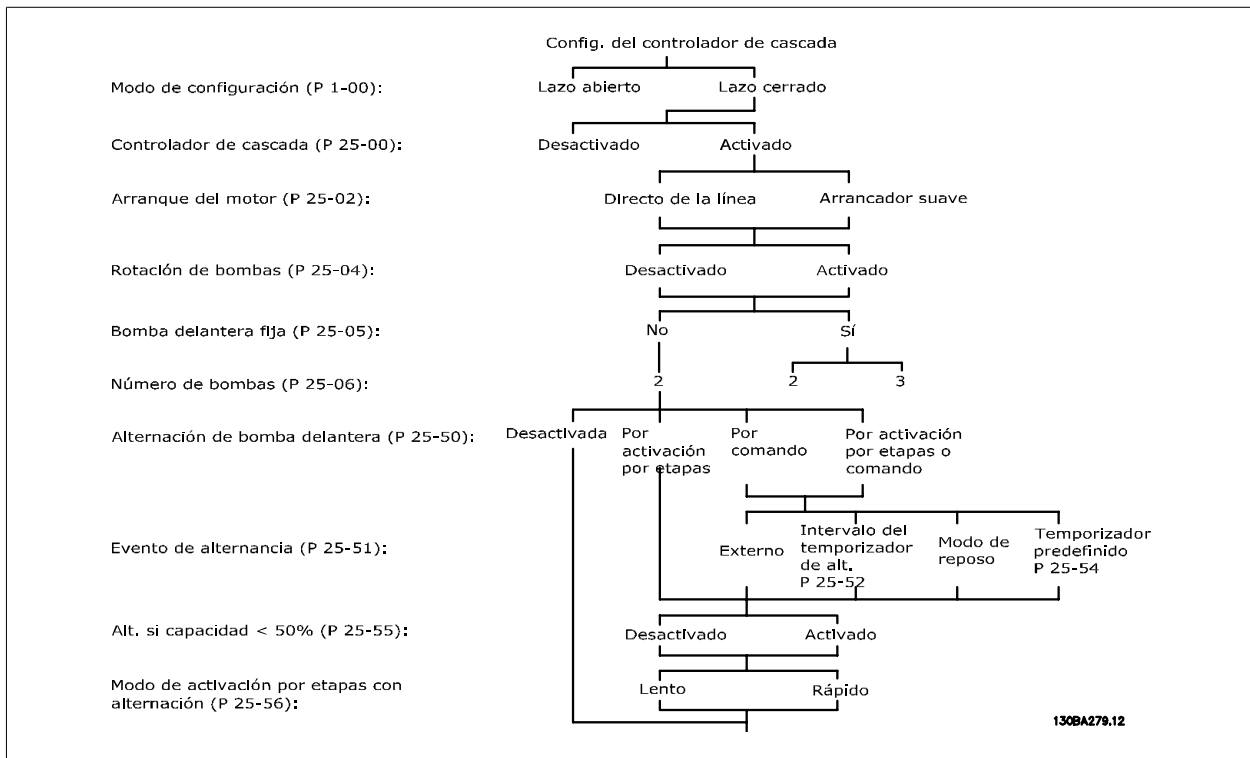 Config. del controlador de cascada
Modo de configuración (P 1-00):
Lazo abierto
Lazo cerrado
Controlador de cascada (P 25-00):
Desactivado
Activado
Arranque del motor (P 25-02):
Directo de la línea
Arrancador suave
Rotación de bombas (P 25-04):
Desactivado
Activado
Bomba delantera fija (P 25-05):
No
Sí
Número de bombas (P 25-06):
2
2
3
Alternación de bomba delantera (P 25-50):
Desactivada
Por
activación
por etapas
Por
comando
Por activación
por etapas o
comando
Evento de alternancia (P 25-51):
Externo
Intervalo del
temporizador
de alt.
P 25-52
Modo de
reposo
Temporizador
predefinido
P 25-54
Alt. si capacidad < 50% (P 25-55):
Desactivado
Activado
Modo de activación por etapas con
alternación (P 25-56):
Lento
Rápido
130BA279.12